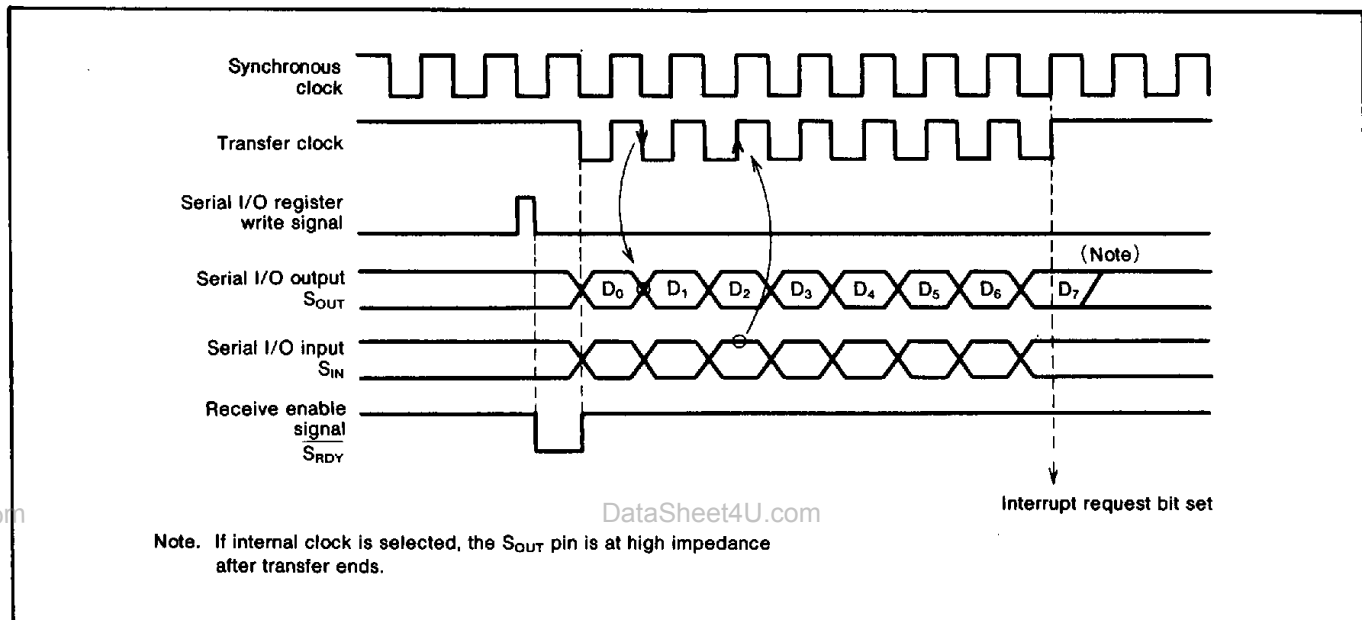 Synchronous
clock
Transfer clock
Serial I/O register
write signal
(Note)
Serial I/O output
SOUT
D0 D1 D2 D3 D4 D5 D6 D7
Serial I/O input
SIN
Receive enable
signal
SRDY
Interrupt request bit set
om
DataSheet4U.com
Note. If internal clock is selected, the SOUT pin is at high impedance
after transfer ends.